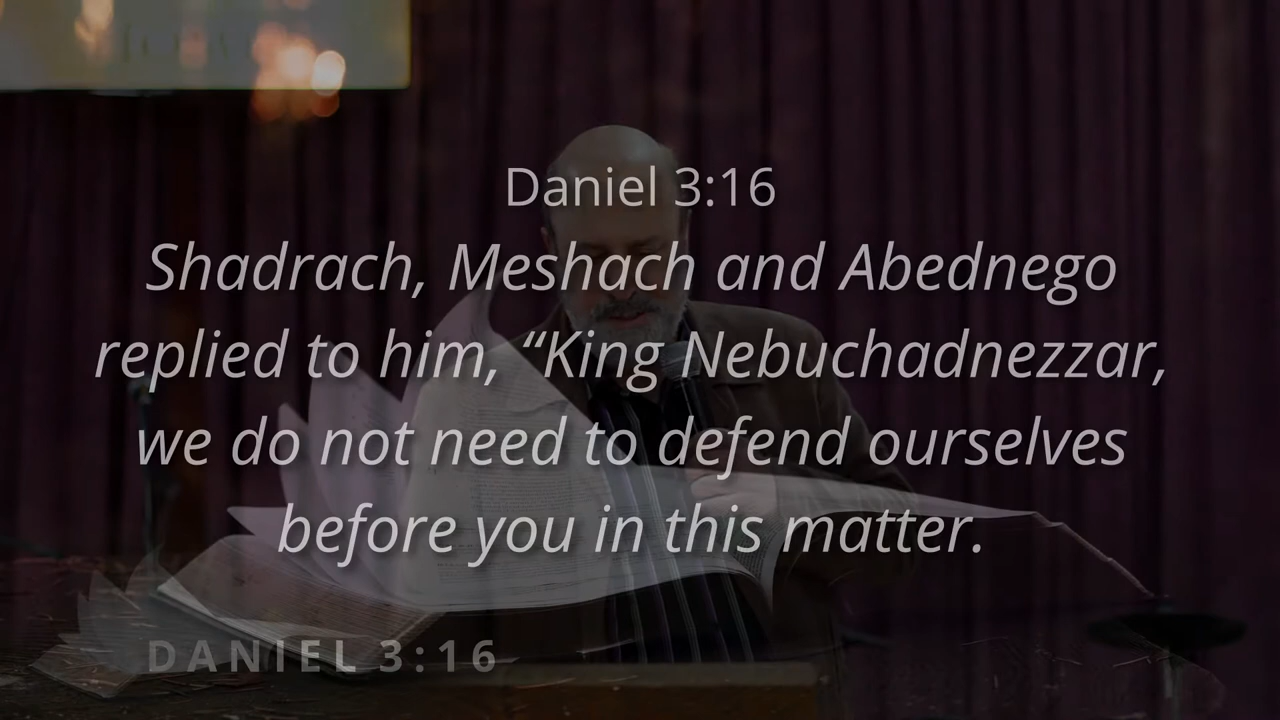 Daniel 3:16
Shadrach, Meshach and Abednego
replied to him, “King Nebuchadnezzar,
we do not need to defend ourselves
before you in this matter.
DANIEL 3:16